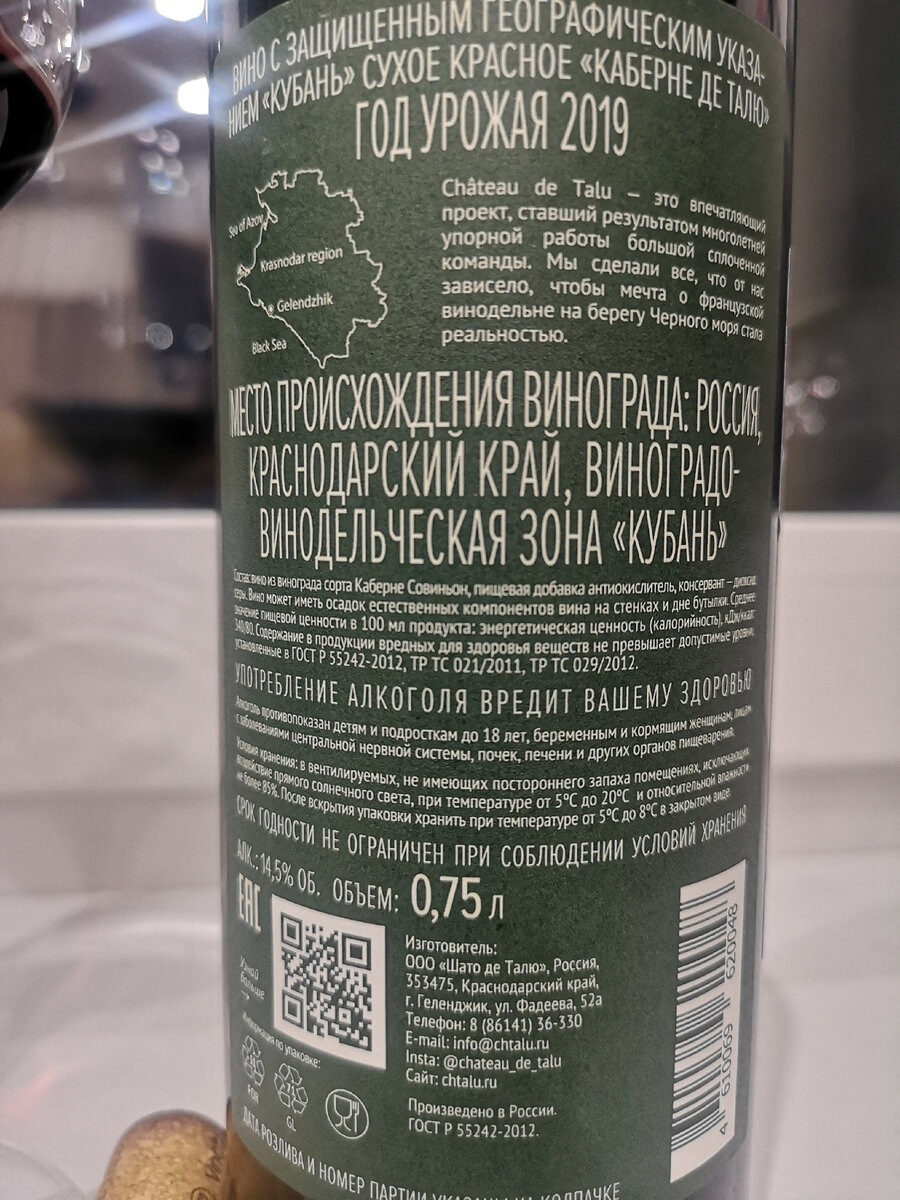 ВИНО С ЗАЩИЩЕННЫМ ГЕОГРАФИЧЕСКИМ УКАЗА-
НИЕМ «КУБАНЬ» СУХОЕ КРАСНОЕ «КАБЕРНЕ ДЕ ТАЛЮ»
ГОД УРОЖАЯ 2019
Sea of Azov
Krasnodar region
Gelendzhik
Black Sea
Château de Talu — это впечатляющий
проект, ставший результатом многолетней
упорной работы большой сплоченной
команды. Мы сделали все, что от нас
зависело, чтобы мечта о французской
винодельне на берегу Черного моря стала
реальностью.
МЕСТО ПРОИСХОЖДЕНИЯ ВИНОГРАДА: РОССИЯ,
КРАСНОДАРСКИЙ КРАЙ, ВИНОГРАДО-
ВИНОДЕЛЬЧЕСКАЯ ЗОНА «КУБАНЬ»
Состав: вино из винограда сорта Каберне Совиньон, пищевая добавка антиокислитель, консервант – диоксид
серы. Вино может иметь осадок естественных компонентов вина на стенках и дне бутылки. Среднее
значение пищевой ценности в 100 мл продукта: энергетическая ценность (калорийность), кДж/ккал:
340/80. Содержание в продукции вредных для здоровья веществ не превышает допустимые уровни,
установленные в ГОСТ Р 55242-2012, ТР ТС 021/2011, ТР ТС 029/2012.
УПОТРЕБЛЕНИЕ АЛКОГОЛЯ ВРЕДИТ ВАШЕМУ ЗДОРОВЬЮ
Алкоголь противопоказан детям и подросткам до 18 лет, беременным и кормящим женщинам, лицам
с заболеваниями центральной нервной системы, почек, печени и других органов пищеварения.
Условия хранения: в вентилируемых, не имеющих постороннего запаха помещениях, исключающих
воздействие прямого солнечного света, при температуре от 5°C до 20°C и относительной влажности
не более 85%. После вскрытия упаковки хранить при температуре от 5°C до 8°C в закрытом виде.
СРОК ГОДНОСТИ НЕ ОГРАНИЧЕН ПРИ СОБЛЮДЕНИИ УСЛОВИЙ ХРАНЕНИЯ
АЛК.: 14,5% ОБ. ОБЪЕМ: 0,75 л
EAC
Узнай
больше
→
Изготовитель:
ООО «Шато де Талю», Россия,
353475, Краснодарский край,
г. Геленджик, ул. Фадеева, 52а
Телефон: 8 (86141) 36-330
E-mail: info@chtalu.ru
Insta: @chateau_de_talu
Сайт: chtalu.ru
Произведено в России.
ГОСТ Р 55242-2012.
Информация по упаковке:
FOR
71
GL
4 610069 620048
ДАТА РОЗЛИВА И НОМЕР ПАРТИИ УКАЗАНЫ НА КОЛПАЧКЕ